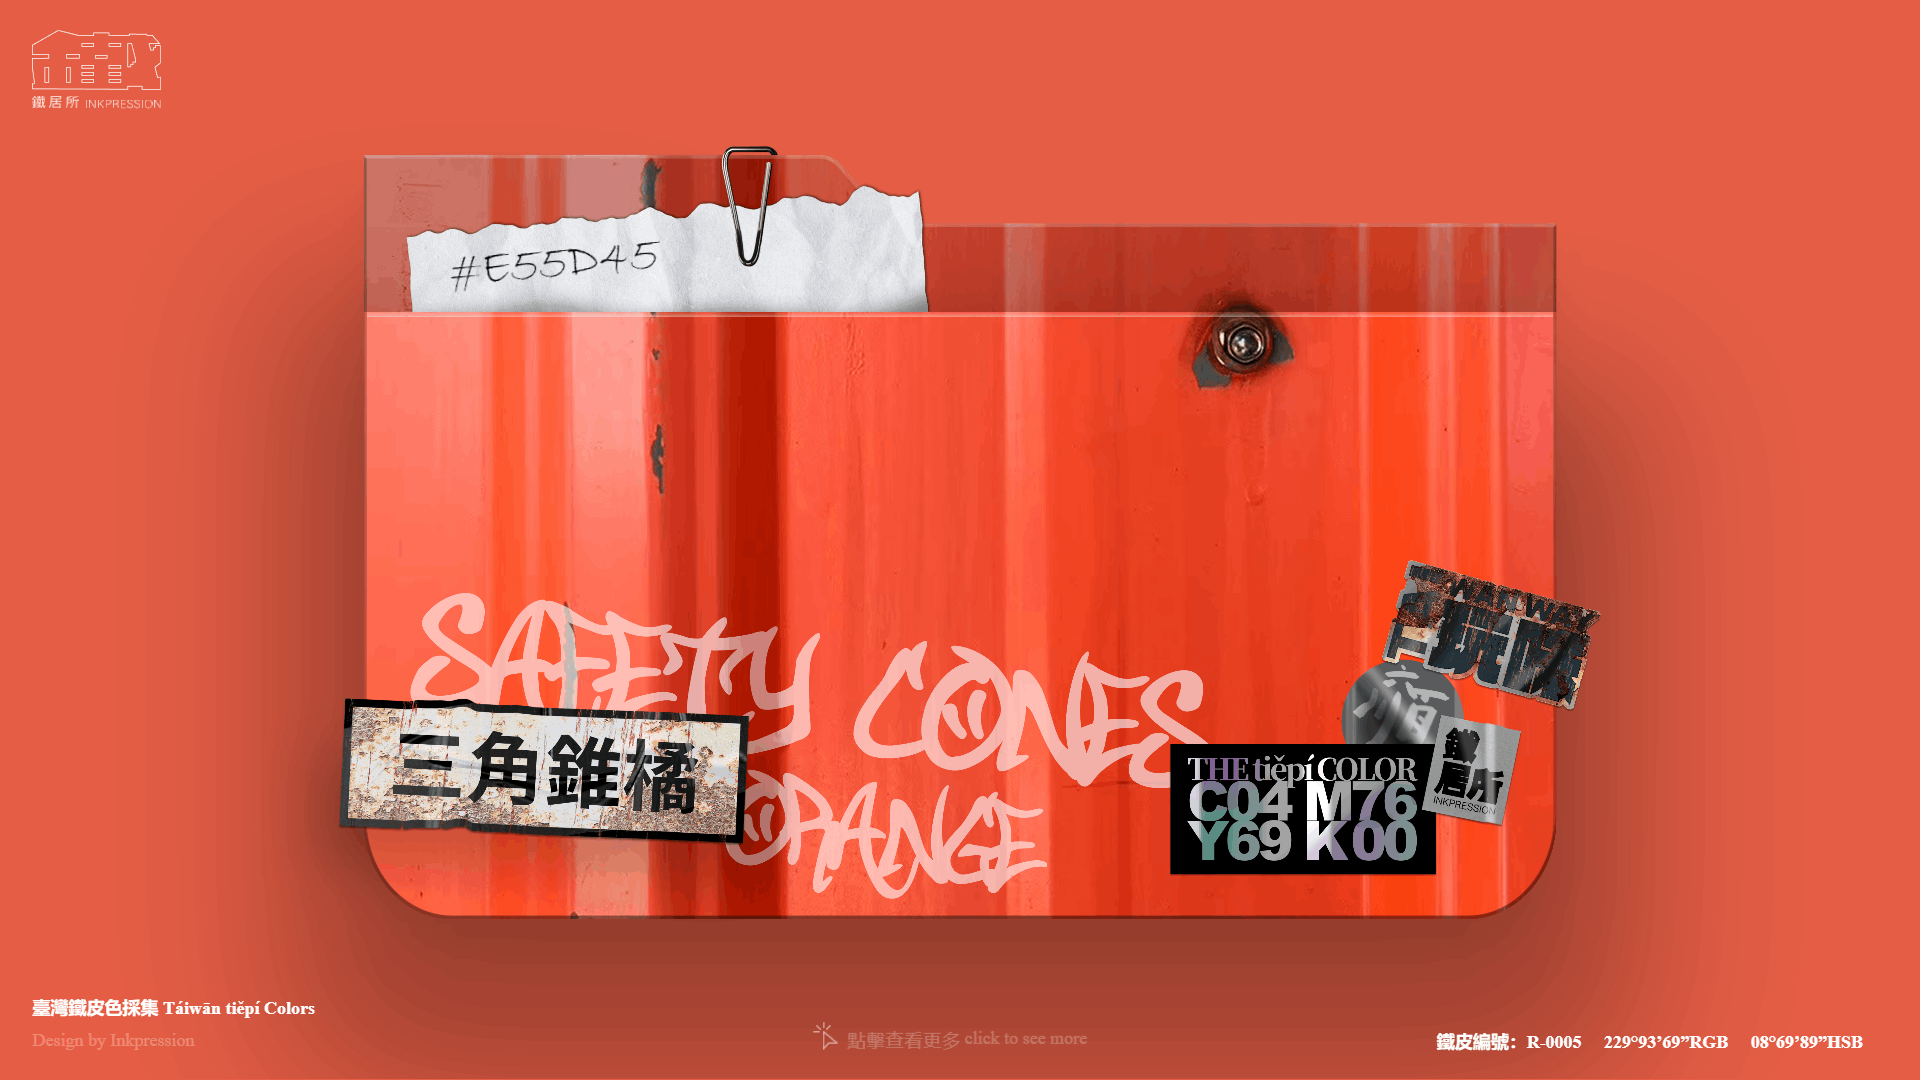 鐵居所 INKPRESSION
#E55D45
SAFETY CONES
ORANGE
三角錐橘
THE tiěpí COLOR
C04 M76
Y69 K00
鐵居所
INKPRESSION
臺灣鐵皮色採集 Táiwān tiěpí Colors
Design by Inkpression
點擊查看更多 click to see more
鐵皮編號：R-0005 229°93’69”RGB 08°69’89”HSB